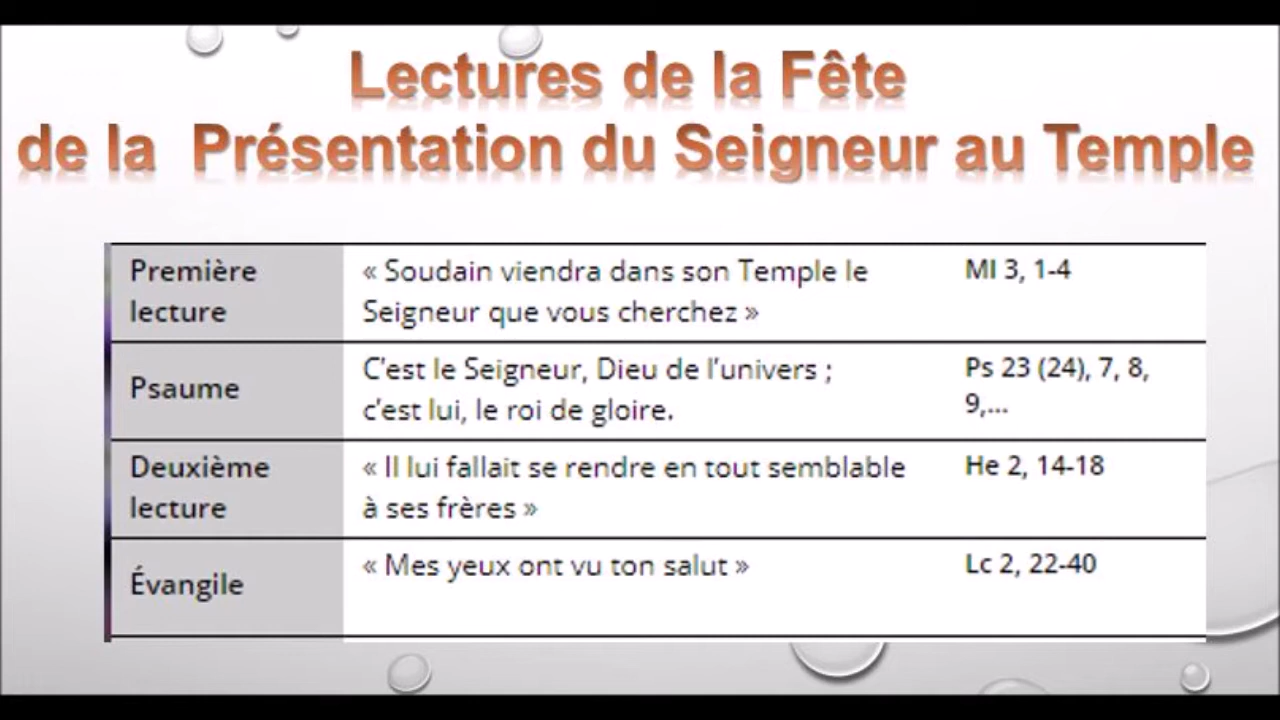 Lectures de la Fête
de la Présentation du Seigneur au Temple
Première
lecture
« Soudain viendra dans son Temple le
Seigneur que vous cherchez »
Ml 3, 1-4
Psaume
C’est le Seigneur, Dieu de l’univers ;
c’est lui, le roi de gloire.
Ps 23 (24), 7, 8,
9,...
Deuxième
lecture
« Il lui fallait se rendre en tout semblable
à ses frères »
He 2, 14-18
Évangile
« Mes yeux ont vu ton salut »
Lc 2, 22-40